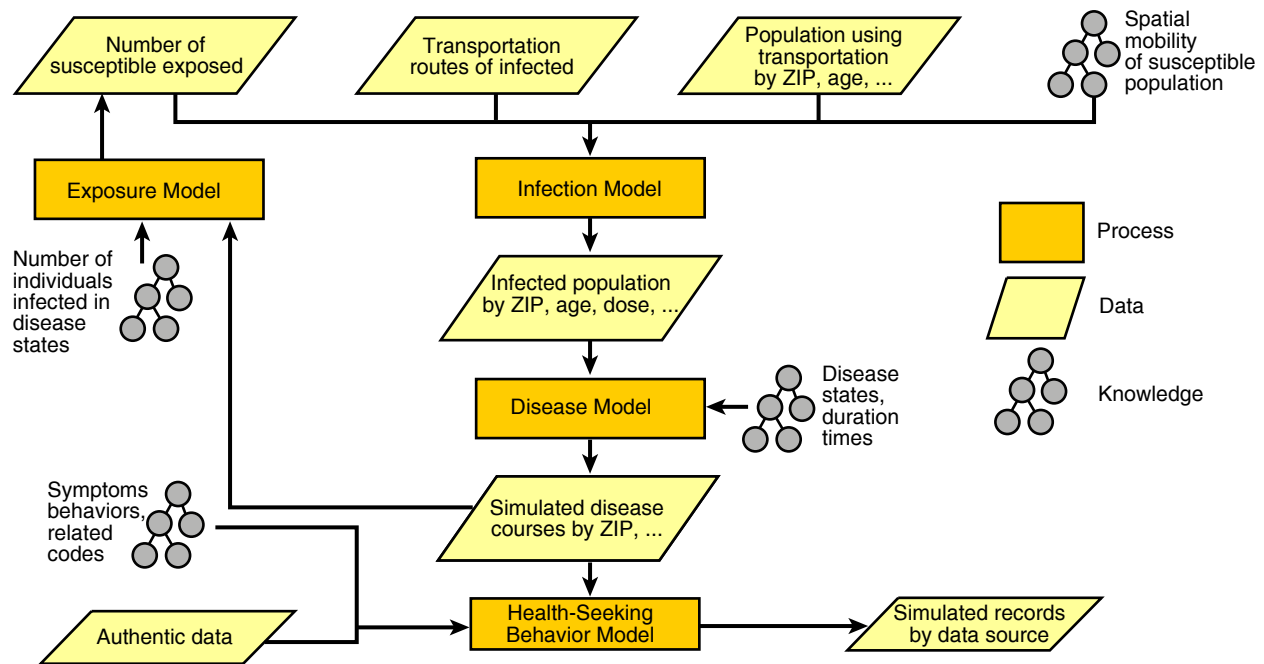 Number of
susceptible exposed
Transportation
routes of infected
Population using
transportation
by ZIP, age, ...
Spatial
mobility
of susceptible
population
Exposure Model
Infection Model
Process
Number of
individuals
infected in
disease
states
Infected population
by ZIP, age, dose, ...
Data
Disease Model
Disease
states,
duration
times
Knowledge
Symptoms
behaviors,
related
codes
Simulated disease
courses by ZIP, ...
Authentic data
Health-Seeking
Behavior Model
Simulated records
by data source